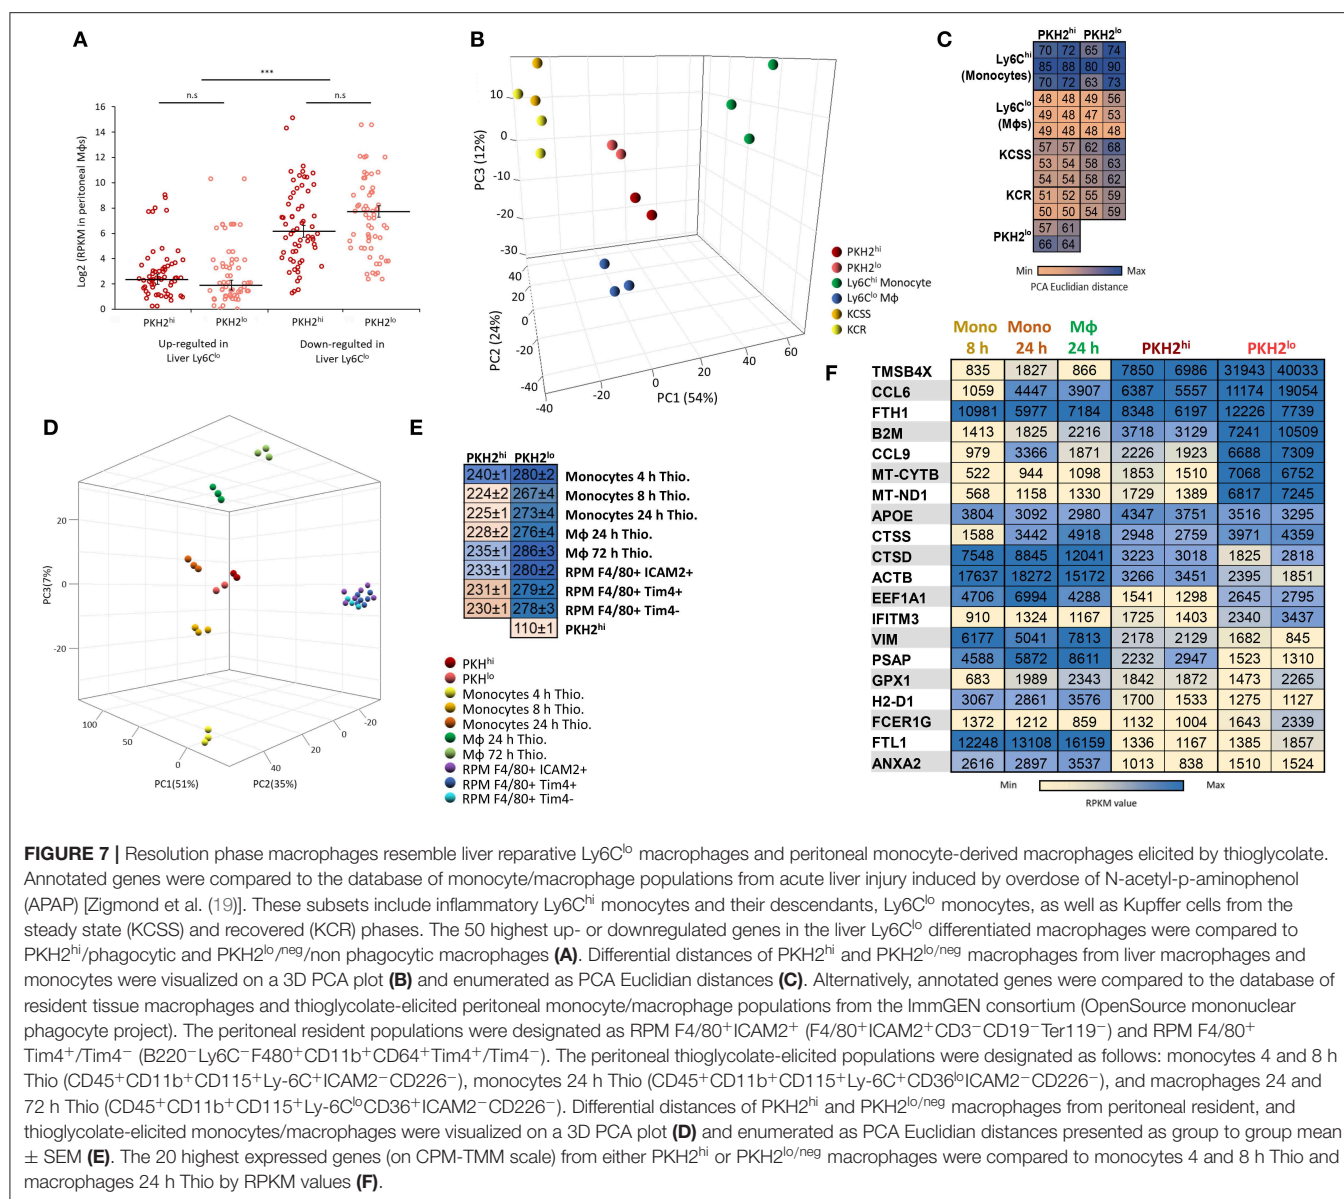 A
***
n.s
n.s
Log2 (RPKM in peritoneal Mϕs)
16
14
12
10
8
6
4
2
0
PKH2hi PKH2lo PKH2hi PKH2lo
Up-regulted in Liver Ly6Clo
Down-regulted in Liver Ly6Clo
B
PC3 (12%)
10
0
-10
-20
-30
PC2 (24%)
40
20
0
-20
-40
PC1 (54%)
-40 -20 0 20 40 60
PKH2hi
PKH2lo
Ly6Chi Monocyte
Ly6Clo Mϕ
KCSS
KCR
C
PKH2hi PKH2lo
Ly6Chi (Monocytes)
70 72 65 74
85 88 80 90
70 72 63 73
Ly6Clo (Mϕs)
48 48 49 56
49 48 47 53
49 48 48 48
KCSS
57 57 62 68
53 54 58 63
54 54 58 62
KCR
51 52 55 59
50 50 54 59
PKH2lo
57 61
66 64
Min Max
PCA Euclidian distance
D
PC3(7%)
20
0
-20
100 50 0
PC1(51%)
40 20 0 -20
PC2(35%)
E
PKH2hi PKH2lo
240±1 280±2 Monocytes 4 h Thio.
224±2 267±4 Monocytes 8 h Thio.
225±1 273±4 Monocytes 24 h Thio.
228±2 276±4 Mϕ 24 h Thio.
235±1 286±3 Mϕ 72 h Thio.
233±1 280±2 RPM F4/80+ ICAM2+
231±1 279±2 RPM F4/80+ Tim4+
230±1 278±3 RPM F4/80+ Tim4-
110±1 PKH2hi
PKHhi
PKHlo
Monocytes 4 h Thio.
Monocytes 8 h Thio.
Monocytes 24 h Thio.
Mϕ 24 h Thio.
Mϕ 72 h Thio.
RPM F4/80+ ICAM2+
RPM F4/80+ Tim4+
RPM F4/80+ Tim4-
F
Mono 8 h Mono 24 h Mϕ 24 h PKH2hi PKH2lo
TMSB4X 835 1827 866 7850 6986 31943 40033
CCL6 1059 4447 3907 6387 5557 11174 19054
FTH1 10981 5977 7184 8348 6197 12226 7739
B2M 1413 1825 2216 3718 3129 7241 10509
CCL9 979 3366 1871 2226 1923 6688 7309
MT-CYTB 522 944 1098 1853 1510 7068 6752
MT-ND1 568 1158 1330 1729 1389 6817 7245
APOE 3804 3092 2980 4347 3751 3516 3295
CTSS 1588 3442 4918 2948 2759 3971 4359
CTSD 7548 8845 12041 3223 3018 1825 2818
ACTB 17637 18272 15172 3266 3451 2395 1851
EEF1A1 4706 6994 4288 1541 1298 2645 2795
IFITM3 910 1324 1167 1725 1403 2340 3437
VIM 6177 5041 7813 2178 2129 1682 845
PSAP 4588 5872 8611 2232 2947 1523 1310
GPX1 683 1989 2343 1842 1872 1473 2265
H2-D1 3067 2861 3576 1700 1533 1275 1127
FCER1G 1372 1212 859 1132 1004 1643 2339
FTL1 12248 13108 16159 1336 1167 1385 1857
ANXA2 2616 2897 3537 1013 838 1510 1524
Min Max
RPKM value
FIGURE 7 | Resolution phase macrophages resemble liver reparative Ly6Clo macrophages and peritoneal monocyte-derived macrophages elicited by thioglycolate.
Annotated genes were compared to the database of monocyte/macrophage populations from acute liver injury induced by overdose of N-acetyl-p-aminophenol
(APAP) [Zigmond et al. (19)]. These subsets include inflammatory Ly6Chi monocytes and their descendants, Ly6Clo monocytes, as well as Kupffer cells from the
steady state (KCSS) and recovered (KCR) phases. The 50 highest up- or downregulated genes in the liver Ly6Clo differentiated macrophages were compared to
PKH2hi/phagocytic and PKH2lo/neg/non phagocytic macrophages (A). Differential distances of PKH2hi and PKH2lo/neg macrophages from liver macrophages and
monocytes were visualized on a 3D PCA plot (B) and enumerated as PCA Euclidian distances (C). Alternatively, annotated genes were compared to the database of
resident tissue macrophages and thioglycolate-elicited peritoneal monocyte/macrophage populations from the ImmGEN consortium (OpenSource mononuclear
phagocyte project). The peritoneal resident populations were designated as RPM F4/80+ICAM2+ (F4/80+ICAM2+CD3−CD19−Ter119−) and RPM F4/80+
Tim4+/Tim4− (B220−Ly6C−F480+CD11b+CD64+Tim4+/Tim4−). The peritoneal thioglycolate-elicited populations were designated as follows: monocytes 4 and 8 h
Thio (CD45+CD11b+CD115+Ly-6C+ICAM2−CD226−), monocytes 24 h Thio (CD45+CD11b+CD115+Ly-6C+CD36loICAM2−CD226−), and macrophages 24 and
72 h Thio (CD45+CD11b+CD115+Ly-6CloCD36+ICAM2−CD226−). Differential distances of PKH2hi and PKH2lo/neg macrophages from peritoneal resident, and
thioglycolate-elicited monocytes/macrophages were visualized on a 3D PCA plot (D) and enumerated as PCA Euclidian distances presented as group to group mean
± SEM (E). The 20 highest expressed genes (on CPM-TMM scale) from either PKH2hi or PKH2lo/neg macrophages were compared to monocytes 4 and 8 h Thio and
macrophages 24 h Thio by RPKM values (F).